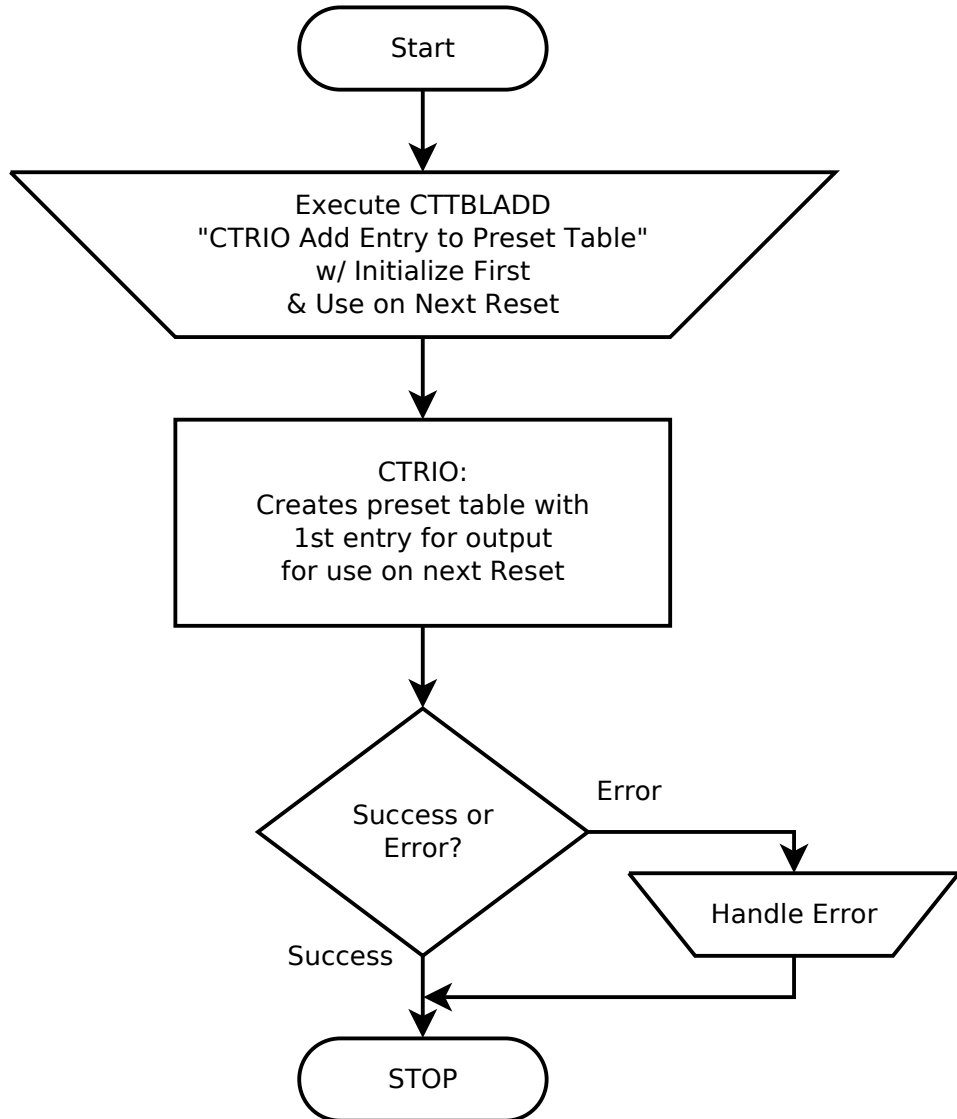 Start
Execute CTTBLADD
"CTRIO Add Entry to Preset Table"
w/ Initialize First
& Use on Next Reset
CTRIO:
Creates preset table with
1st entry for output
for use on next Reset
Error
Success or
Error?
Handle Error
Success
STOP